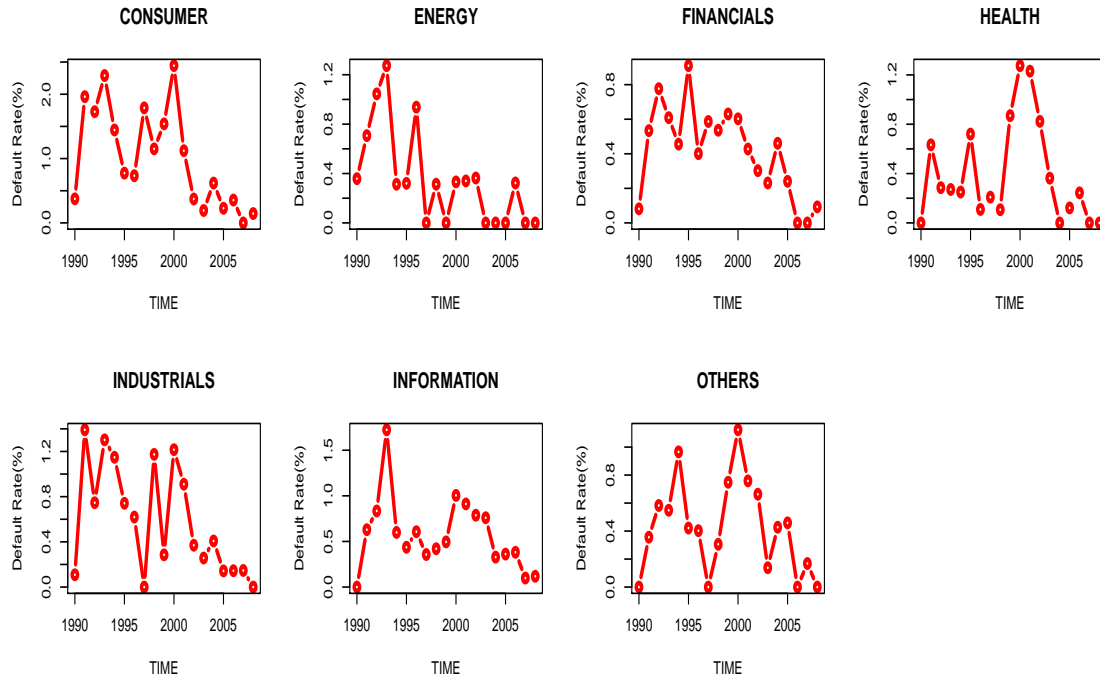 CONSUMER
Default Rate(%)
0.0 1.0 2.0
1990 1995 2000 2005
TIME
ENERGY
Default Rate(%)
0.0 0.4 0.8 1.2
1990 1995 2000 2005
TIME
FINANCIALS
Default Rate(%)
0.0 0.4 0.8
1990 1995 2000 2005
TIME
HEALTH
Default Rate(%)
0.0 0.4 0.8 1.2
1990 1995 2000 2005
TIME
INDUSTRIALS
Default Rate(%)
0.0 0.4 0.8 1.2
1990 1995 2000 2005
TIME
INFORMATION
Default Rate(%)
0.0 0.5 1.0 1.5
1990 1995 2000 2005
TIME
OTHERS
Default Rate(%)
0.0 0.4 0.8
1990 1995 2000 2005
TIME